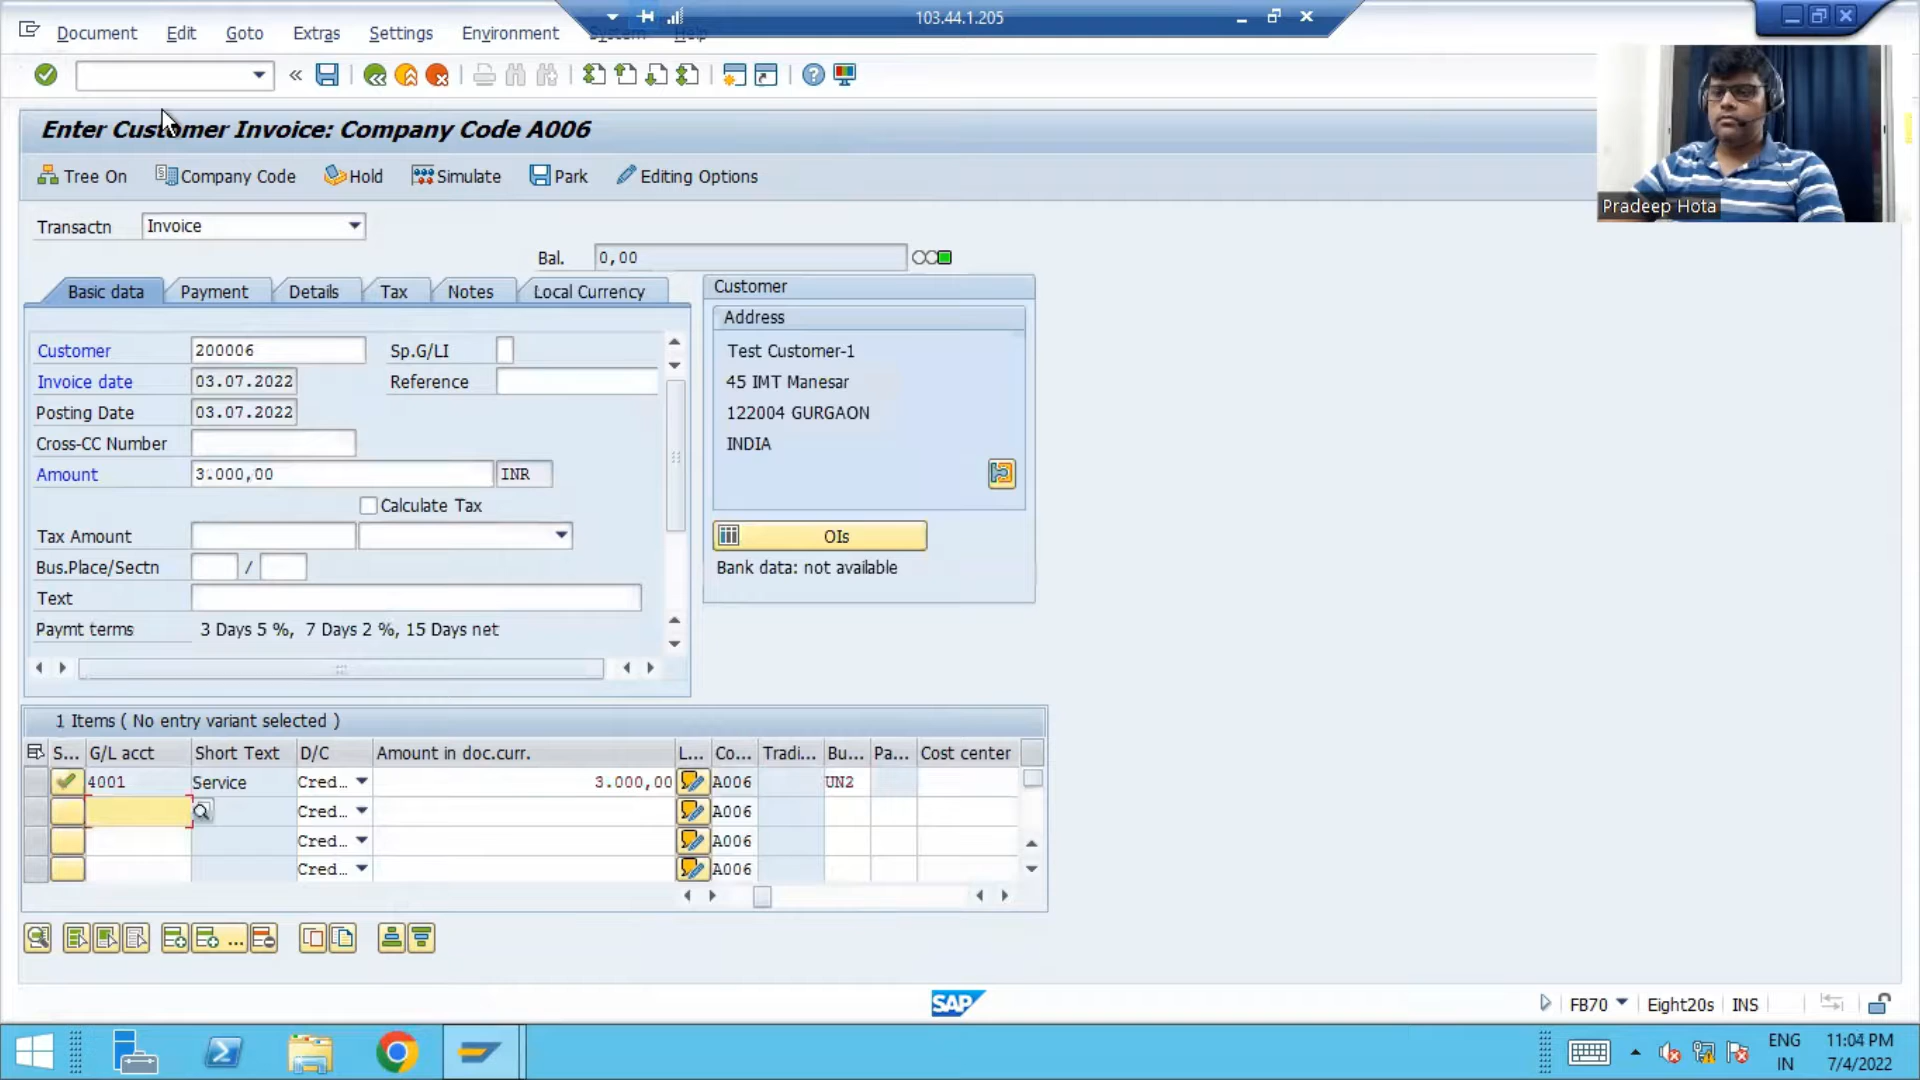 103.44.1.205
Document Edit Goto Extras Settings Environment System Help
Enter Customer Invoice: Company Code A006
Tree On Company Code Hold Simulate Park Editing Options
Pradeep Hota
Transactn Invoice
Bal. 0,00
Basic data Payment Details Tax Notes Local Currency
Customer 200006 Sp.G/LI
Invoice date 03.07.2022 Reference
Posting Date 03.07.2022
Cross-CC Number
Amount 3.000,00 INR
Calculate Tax
Tax Amount
Bus.Place/Sectn /
Text
Paymt terms 3 Days 5 %, 7 Days 2 %, 15 Days net
Customer
Address
Test Customer-1
45 IMT Manesar
122004 GURGAON
INDIA
OIs
Bank data: not available
1 Items ( No entry variant selected )
S... G/L acct Short Text D/C Amount in doc.curr. L... Co... Tradi... Bu... Pa... Cost center
4001 Service Cred... 3.000,00 A006 UN2
Cred... A006
Cred... A006
Cred... A006
SAP
FB70 Eight20s INS
ENG 11:04 PM
IN 7/4/2022